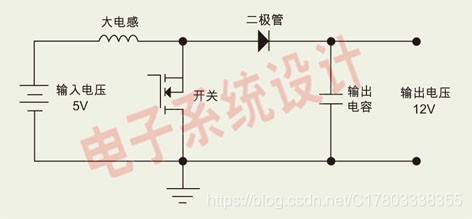 大电感
二极管
输入电压
5V
开关
输出
电容
输出电压
12V
电子系统设计
https://blog.csdn.net/C17803338355